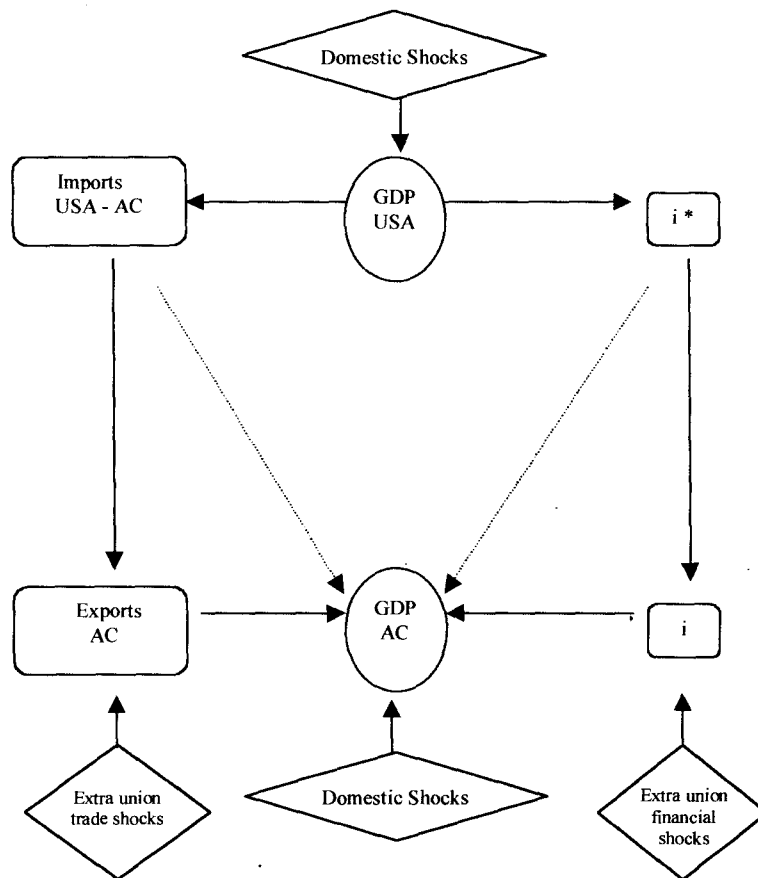 Domestic Shocks
Imports
USA - AC
GDP
USA
i *
Exports
AC
GDP
AC
i
Extra union
trade shocks
Domestic Shocks
Extra union
financial
shocks